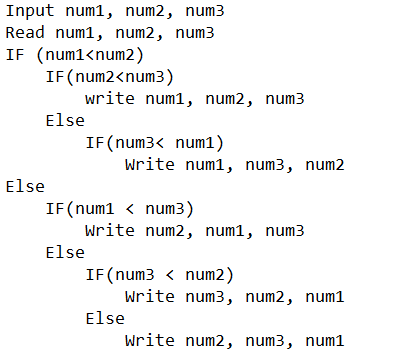 Input num1, num2, num3
Read num1, num2, num3
IF (num1<num2)
    IF(num2<num3)
        write num1, num2, num3
    Else
        IF(num3< num1)
            Write num1, num3, num2
Else
    IF(num1 < num3)
        Write num2, num1, num3
    Else
        IF(num3 < num2)
            Write num3, num2, num1
        Else
            Write num2, num3, num1